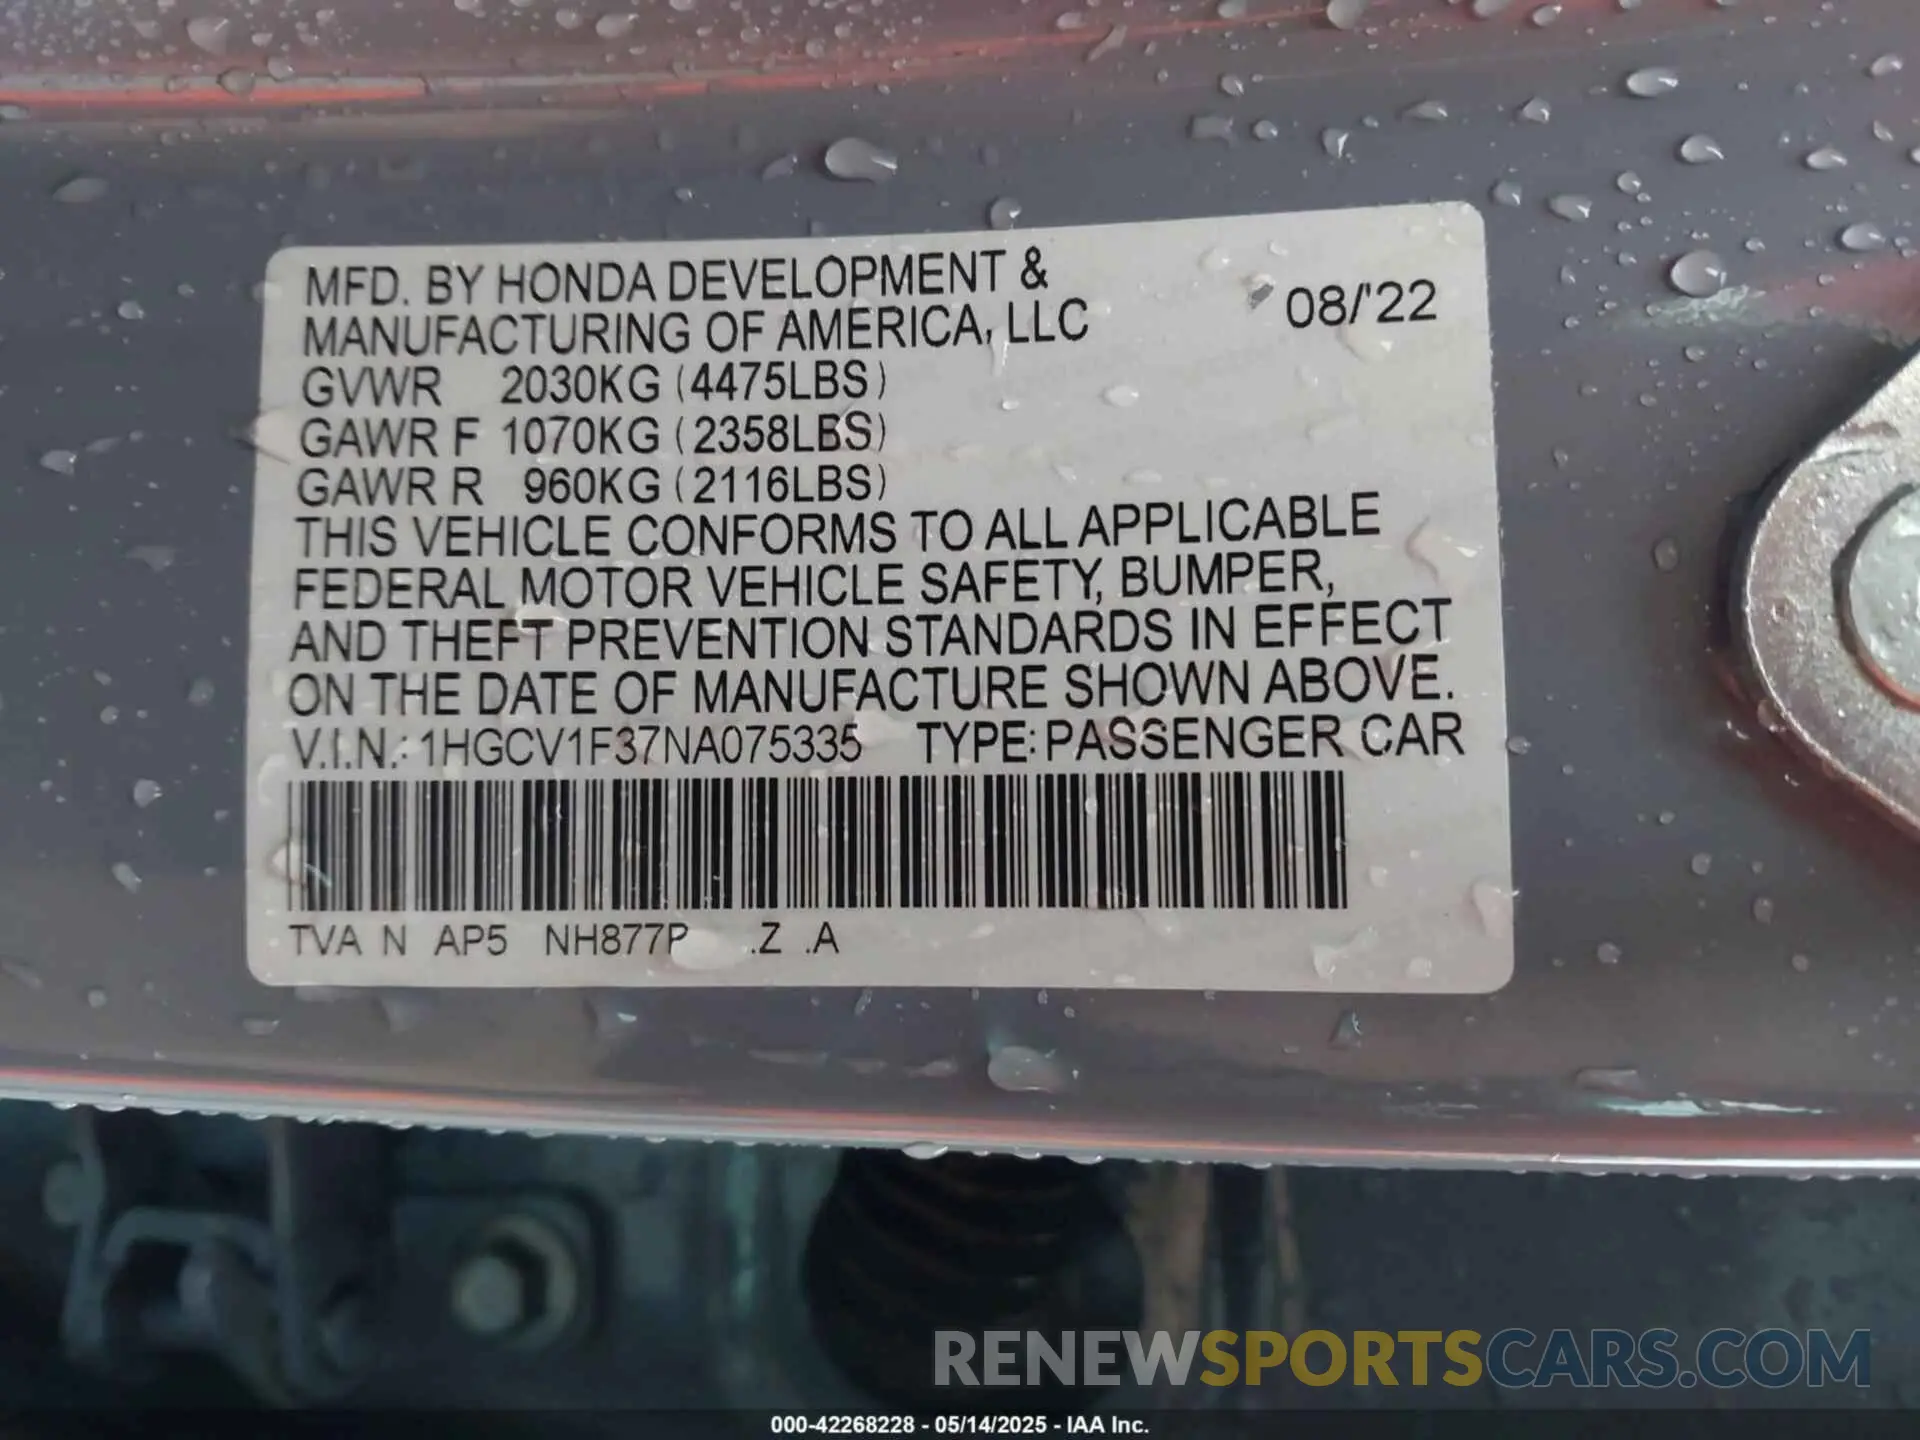 MFD. BY HONDA DEVELOPMENT &
MANUFACTURING OF AMERICA, LLC 08/'22
GVWR 2030KG (4475LBS)
GAWR F 1070KG (2358LBS)
GAWR R 960KG (2116LBS)
THIS VEHICLE CONFORMS TO ALL APPLICABLE
FEDERAL MOTOR VEHICLE SAFETY, BUMPER,
AND THEFT PREVENTION STANDARDS IN EFFECT
ON THE DATE OF MANUFACTURE SHOWN ABOVE.
V.I.N.: 1HGCV1F37NA075335 TYPE: PASSENGER CAR
TVA N AP5 NH877P .Z .A
RENEWSPORTSCARS.COM
000-42268228 - 05/14/2025 - IAA Inc.